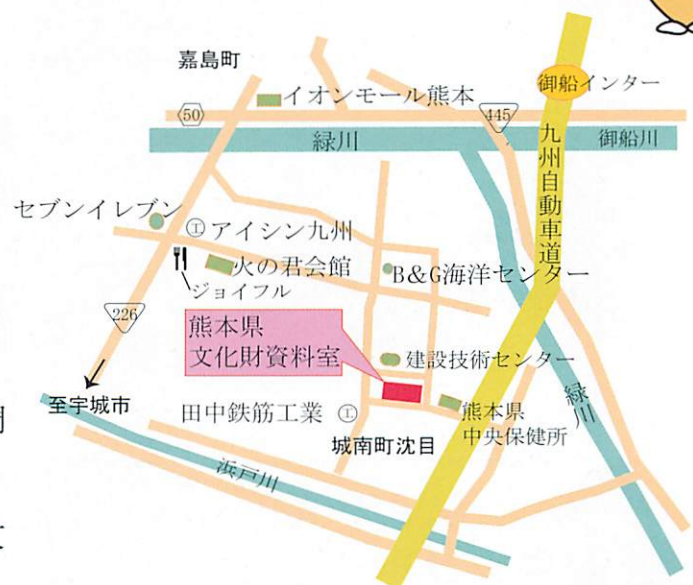 嘉島町
イオンモール熊本
御船インター
50
445
緑川
御船川
九州自動車道
セブンイレブン
アイシン九州
火の君会館
B&G海洋センター
ジョイフル
226
熊本県
文化財資料室
建設技術センター
至宇城市
田中鉄筋工業
熊本県
中央保健所
緑川
城南町沈目
浜戸川